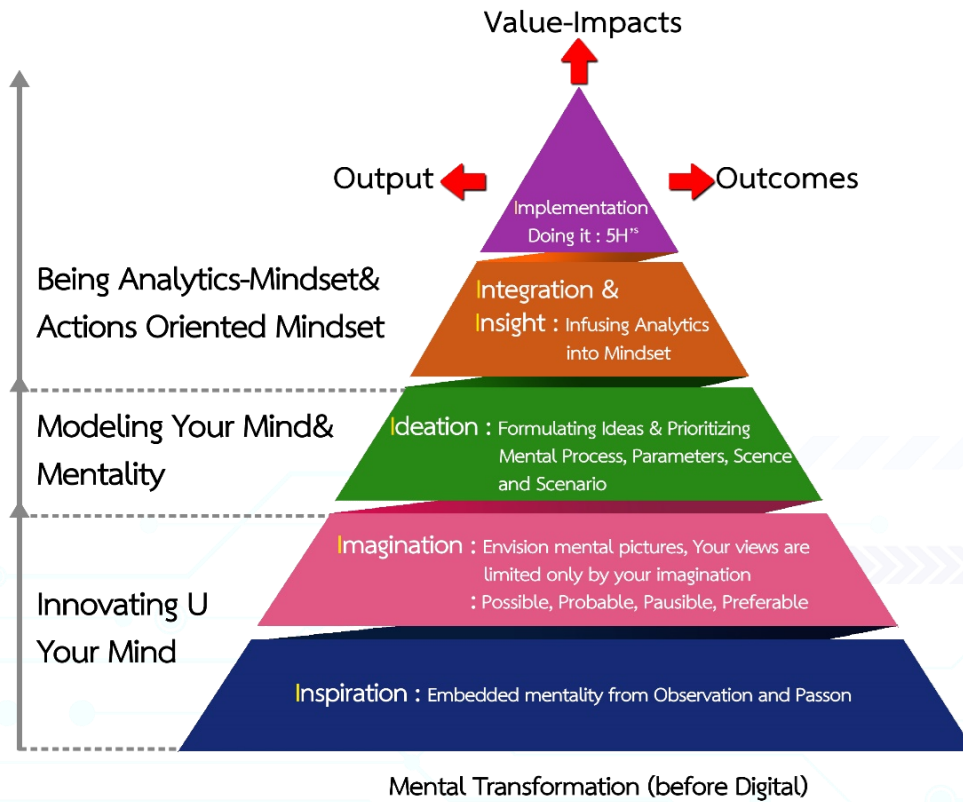 Value-Impacts
Output
Outcomes
Implementation
Doing it : 5H's
Being Analytics-Mindset&
Actions Oriented Mindset
Integration &
Insight : Infusing Analytics
into Mindset
Modeling Your Mind&
Mentality
Ideation : Formulating Ideas & Prioritizing
Mental Process, Parameters, Scence
and Scenario
Innovating U
Your Mind
Imagination : Envision mental pictures, Your views are
limited only by your imagination
: Possible, Probable, Pausible, Preferable
Inspiration : Embedded mentality from Observation and Passon
Mental Transformation (before Digital)